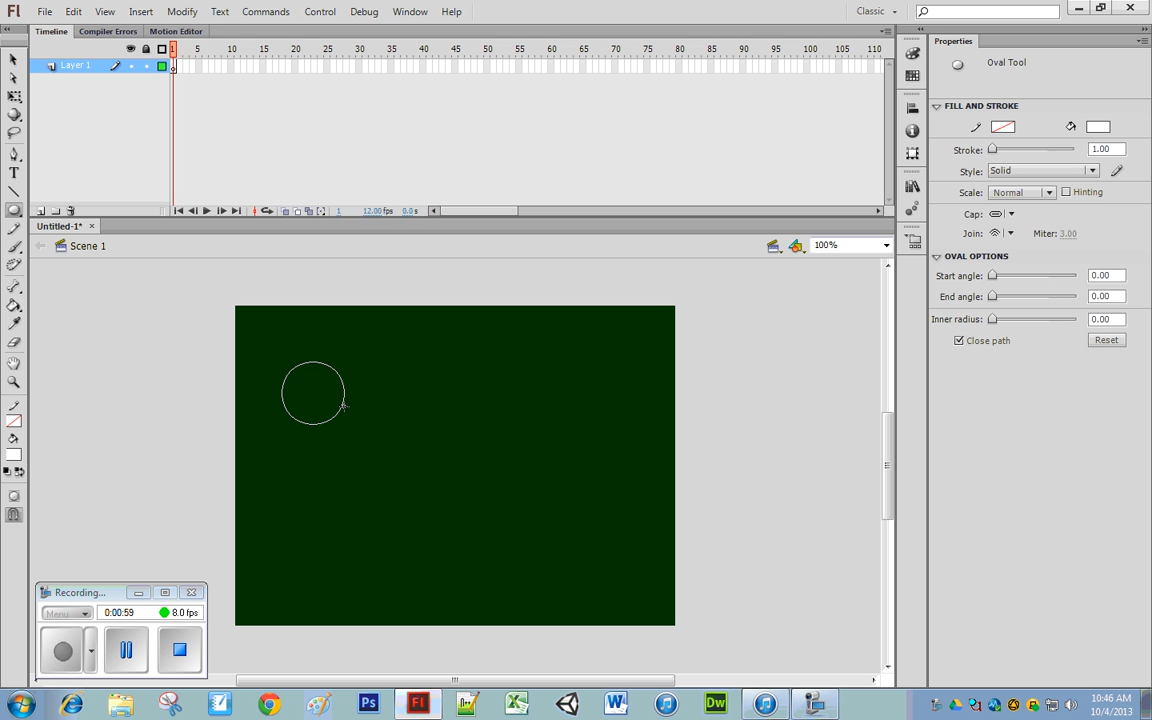 Fl File Edit View Insert Modify Text Commands Control Debug Window Help Classic
Timeline Compiler Errors Motion Editor
1 5 10 15 20 25 30 35 40 45 50 55 60 65 70 75 80 85 90 95 100 105 110
Layer 1
1 12.00 fps 0.0 s
Untitled-1* ×
Scene 1 100%
Properties
Oval Tool
FILL AND STROKE
Stroke: 1.00
Style: Solid
Scale: Normal Hinting
Cap:
Join: Miter: 3.00
OVAL OPTIONS
Start angle: 0.00
End angle: 0.00
Inner radius: 0.00
Close path Reset
T
Recording...
Menu 0:00:59 8.0 fps
Ps Fl Dw
10:46 AM
10/4/2013